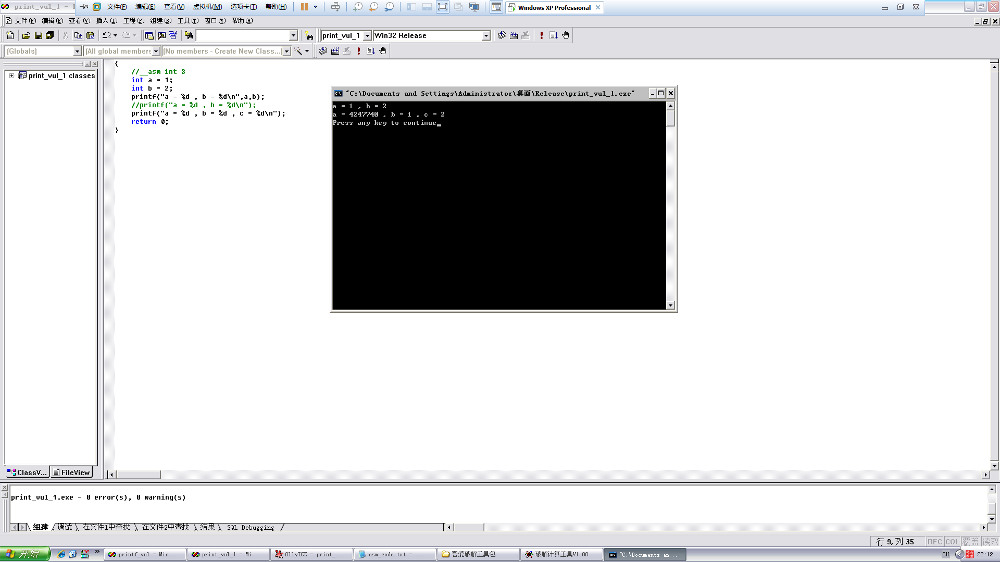 print_vul_1 - 文件(F) 编辑(E) 查看(V) 虚拟机(M) 选项卡(T) 帮助(H) Windows XP Professional
文件(F) 编辑(E) 查看(V) 插入(I) 工程(P) 组建(B) 工具(T) 窗口(W) 帮助(H)
print_vul_1 Win32 Release
(Globals) (All global members (No members - Create New Class...)
print_vul_1 classes
{
//__asm int 3
int a = 1;
int b = 2;
printf("a = %d , b = %d\n",a,b);
//printf("a = %d , b = %d\n");
printf("a = %d , b = %d , c = %d\n");
return 0;
}
"C:\Documents and Settings\Administrator\桌面\Release\print_vul_1.exe"
a = 1 , b = 2
a = 4247740 , b = 1 , c = 2
Press any key to continue_
ClassV... FileView
print_vul_1.exe - 0 error(s), 0 warning(s)
组建 调试 在文件1中查找 在文件2中查找 结果 SQL Debugging
行 9, 列 35 REC COL 覆盖 读取
开始 printf_vul - Mic... print_vul_1 - Mi... OllyICE - print_... asm_code.txt - ... 吾爱破解工具包 破解计算工具V1.00 "C:\Documents an... CH 22:12